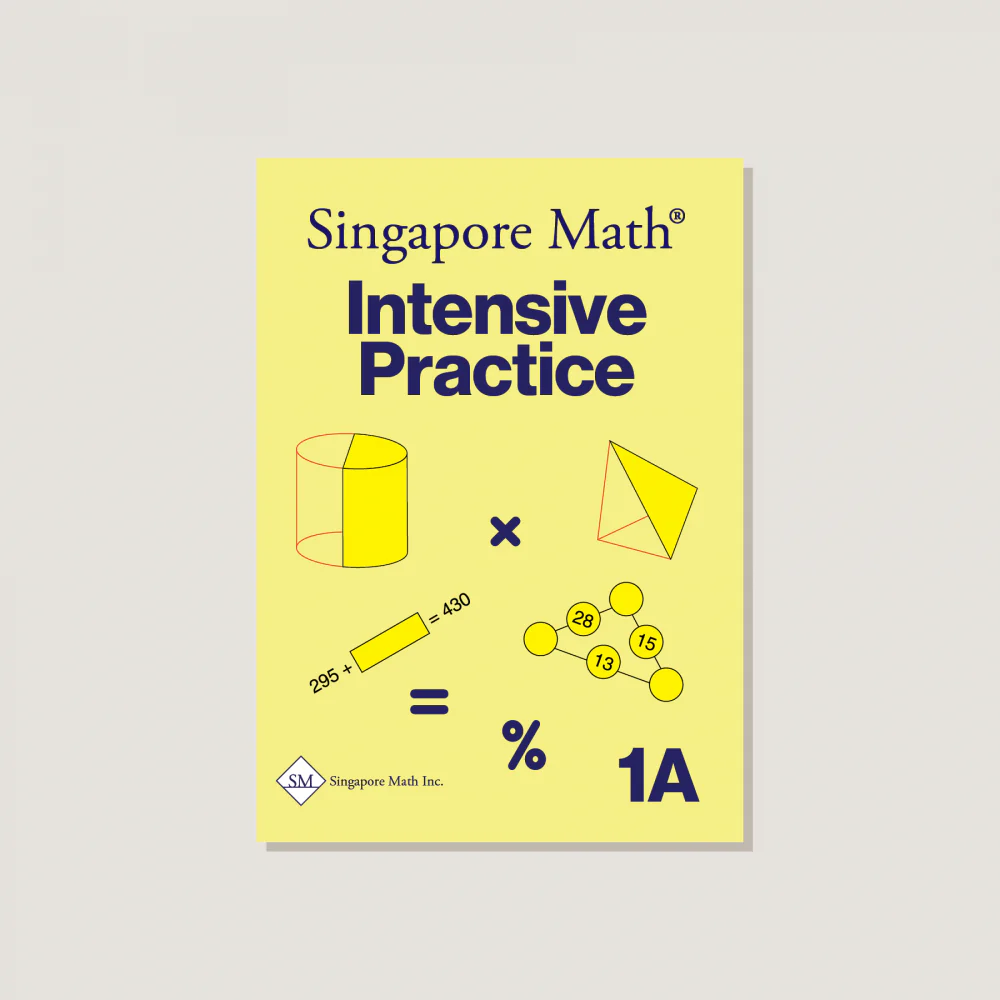 Singapore Math®
Intensive
Practice
×
295 + = 430
28
15
13
=
%
1A
SM
Singapore Math Inc.